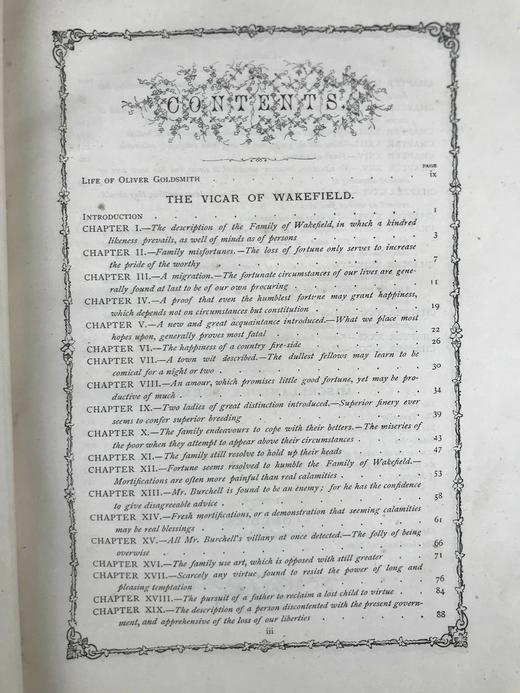 CONTENTS.
PAGE
LIFE OF OLIVER GOLDSMITH . . . . . . . . . ix
THE VICAR OF WAKEFIELD.
INTRODUCTION . . . . . . . . . . 1
CHAPTER I.—The description of the Family of Wakefield, in which a kindred
likeness prevails, as well of minds as of persons . . . . . 3
CHAPTER II.—Family misfortunes.—The loss of fortune only serves to increase
the pride of the worthy . . . . . . . . 7
CHAPTER III.—A migration.—The fortunate circumstances of our lives are gene-
rally found at last to be of our own procuring . . . . . 11
CHAPTER IV.—A proof that even the humblest fortune may grant happiness,
which depends not on circumstances but constitution . . . . 19
CHAPTER V.—A new and great acquaintance introduced.—What we place most
hopes upon, generally proves most fatal . . . . . . 22
CHAPTER VI.—The happiness of a country fire-side . . . . . 26
CHAPTER VII.—A town wit described.—The dullest fellows may learn to be
comical for a night or two . . . . . . . . 30
CHAPTER VIII.—An amour, which promises little good fortune, yet may be pro-
ductive of much . . . . . . . . . 34
CHAPTER IX.—Two ladies of great distinction introduced.—Superior finery ever
seems to confer superior breeding . . . . . . . 39
CHAPTER X.—The family endeavours to cope with their betters.—The miseries of
the poor when they attempt to appear above their circumstances . . . 43
CHAPTER XI.—The family still resolve to hold up their heads . . . . 47
CHAPTER XII.—Fortune seems resolved to humble the Family of Wakefield.—
Mortifications are often more painful than real calamities . . . . 53
CHAPTER XIII.—Mr. Burchell is found to be an enemy; for he has the confidence
to give disagreeable advice . . . . . . . . 58
CHAPTER XIV.—Fresh mortifications, or a demonstration that seeming calamities
may be real blessings . . . . . . . . 61
CHAPTER XV.—All Mr. Burchell's villany at once detected.—The folly of being
overwise . . . . . . . . . . 66
CHAPTER XVI.—The family use art, which is opposed with still greater . . 71
CHAPTER XVII.—Scarcely any virtue found to resist the power of long and
pleasing temptation . . . . . . . . . 76
CHAPTER XVIII.—The pursuit of a father to reclaim a lost child to virtue . . 84
CHAPTER XIX.—The description of a person discontented with the present govern-
ment, and apprehensive of the loss of our liberties . . . . . 88
iii